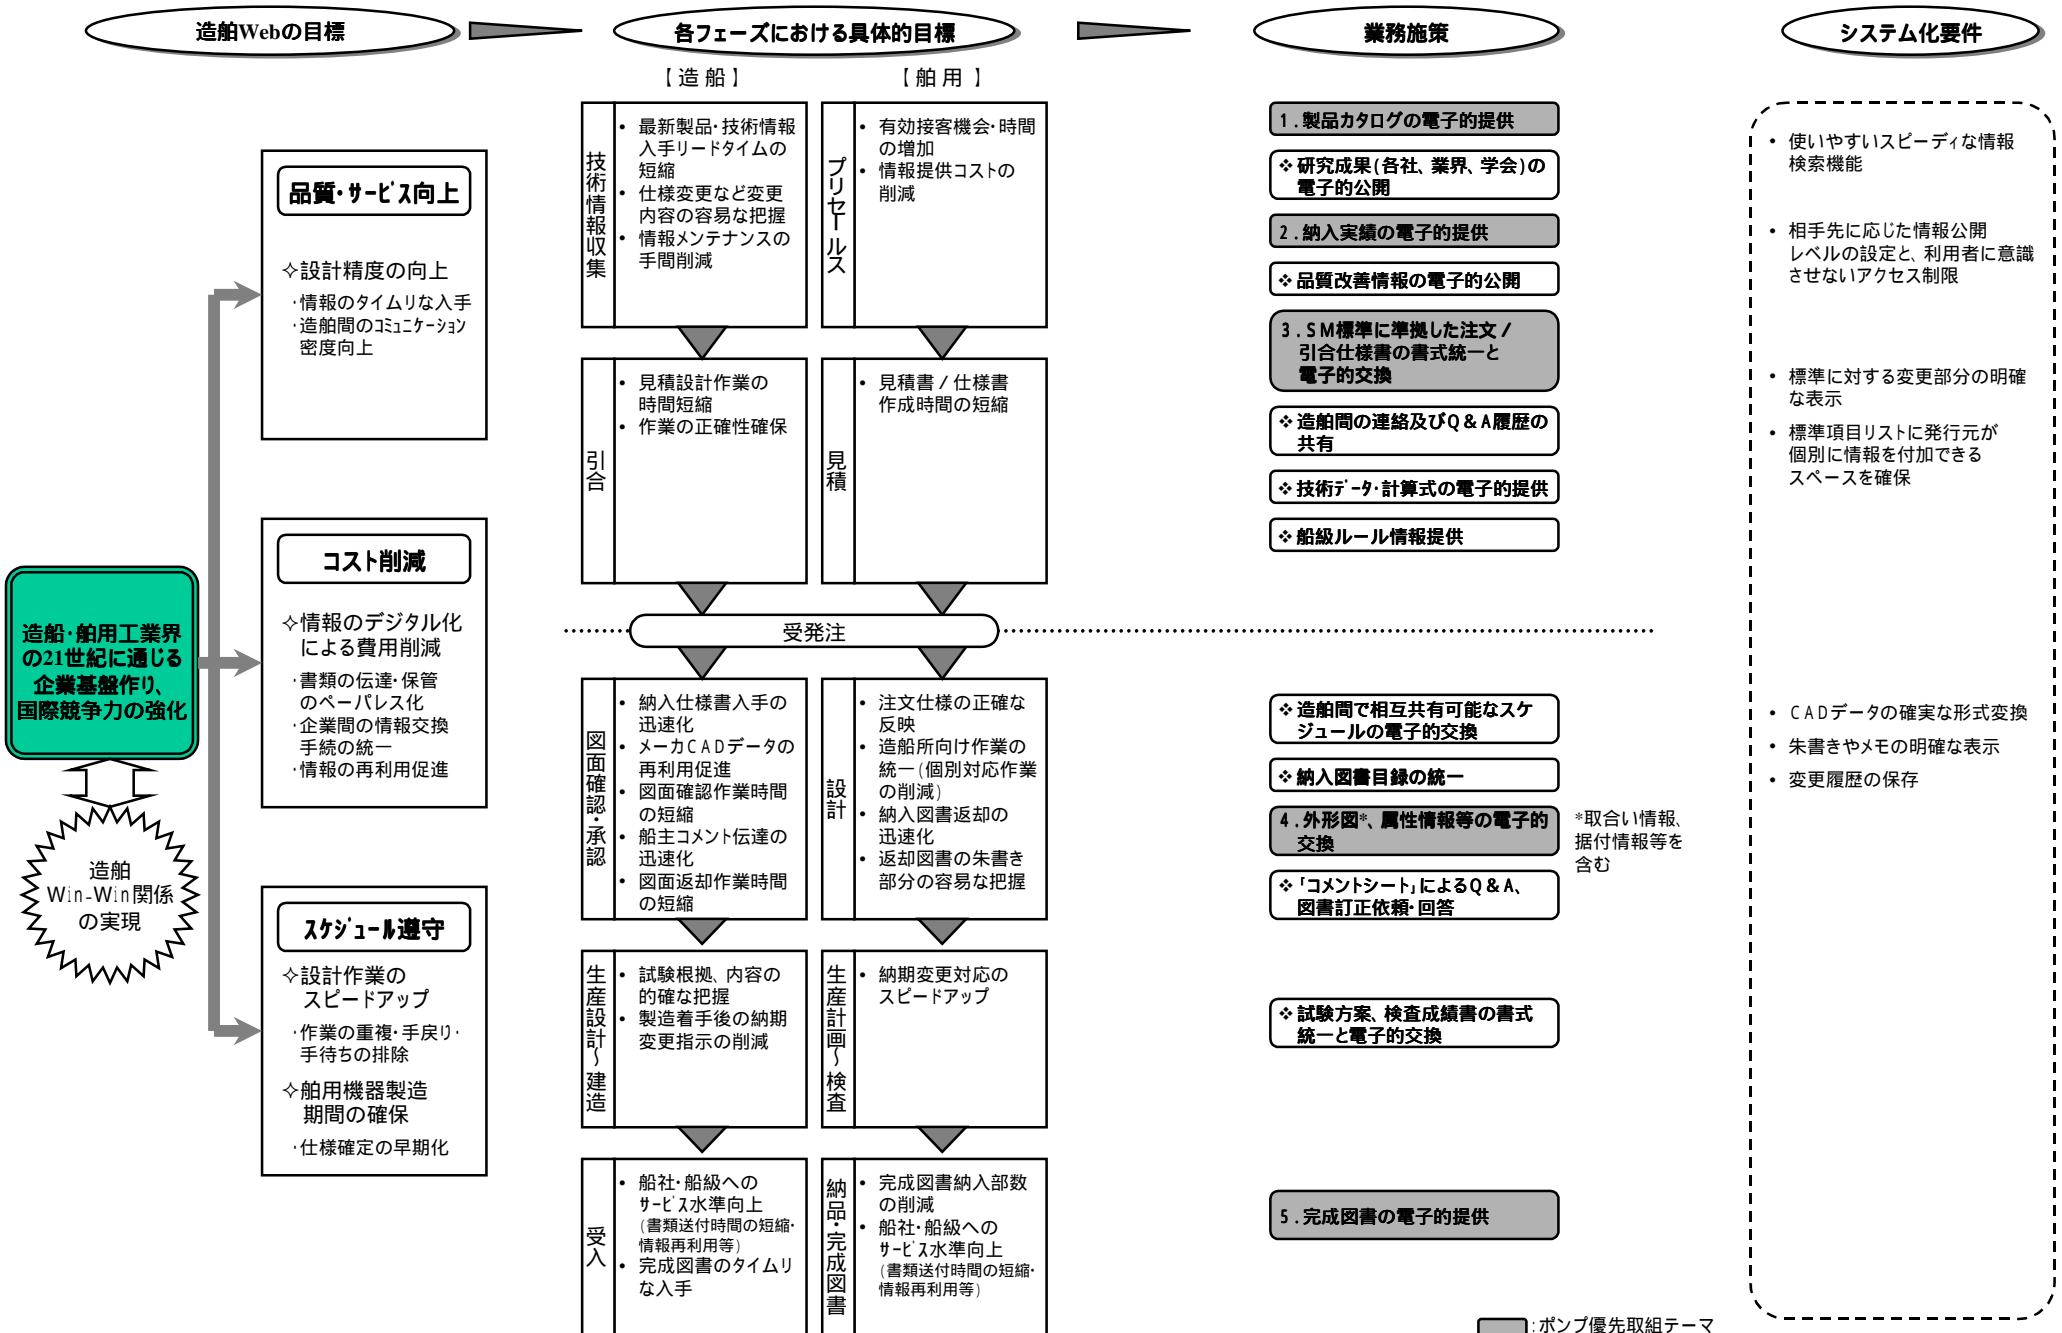 造舶Webの目標
各フェーズにおける具体的目標
業務施策
システム化要件
【 造 船 】
【 舶 用 】
造船・舶用工業界
の21世紀に通じる
企業基盤作り、
国際競争力の強化
造舶
Win-Win関係
の実現
品質・サービス向上
✧設計精度の向上
・情報のタイムリな入手
・造舶間のコミュニケーション
密度向上
コスト削減
✧情報のデジタル化
による費用削減
・書類の伝達・保管
のペーパレス化
・企業間の情報交換
手続の統一
・情報の再利用促進
スケジュール遵守
✧設計作業の
スピードアップ
・作業の重複・手戻り・
手待ちの排除
✧舶用機器製造
期間の確保
・仕様確定の早期化
技術情報収集
• 最新製品・技術情報
入手リードタイムの
短縮
• 仕様変更など変更
内容の容易な把握
• 情報メンテナンスの
手間削減
プリセールス
• 有効接客機会・時間
の増加
• 情報提供コストの
削減
引合
• 見積設計作業の
時間短縮
• 作業の正確性確保
見積
• 見積書／仕様書
作成時間の短縮
受発注
図面確認・承認
• 納入仕様書入手の
迅速化
• メーカＣＡＤデータの
再利用促進
• 図面確認作業時間
の短縮
• 船主コメント伝達の
迅速化
• 図面返却作業時間
の短縮
設計
• 注文仕様の正確な
反映
• 造船所向け作業の
統一(個別対応作業
の削減)
• 納入図書返却の
迅速化
• 返却図書の朱書き
部分の容易な把握
生産設計～建造
• 試験根拠、内容の
的確な把握
• 製造着手後の納期
変更指示の削減
生産計画～検査
• 納期変更対応の
スピードアップ
受入
• 船社・船級への
サービス水準向上
(書類送付時間の短縮・
情報再利用等)
• 完成図書のタイムリ
な入手
納品・完成図書
• 完成図書納入部数
の削減
• 船社・船級への
サービス水準向上
(書類送付時間の短縮・
情報再利用等)
１．製品カタログの電子的提供
❖研究成果(各社、業界、学会)の
電子的公開
２．納入実績の電子的提供
❖品質改善情報の電子的公開
３．ＳＭ標準に準拠した注文／
引合仕様書の書式統一と
電子的交換
❖造舶間の連絡及びＱ＆Ａ履歴の
共有
❖技術データ・計算式の電子的提供
❖船級ルール情報提供
❖造舶間で相互共有可能なスケ
ジュールの電子的交換
❖納入図書目録の統一
４．外形図*、属性情報等の電子的
交換
*取合い情報、
据付情報等を
含む
❖「コメントシート」によるＱ＆Ａ、
図書訂正依頼・回答
❖試験方案、検査成績書の書式
統一と電子的交換
５．完成図書の電子的提供
:ポンプ優先取組テーマ
• 使いやすいスピーディな情報
検索機能
• 相手先に応じた情報公開
レベルの設定と、利用者に意識
させないアクセス制限
• 標準に対する変更部分の明確
な表示
• 標準項目リストに発行元が
個別に情報を付加できる
スペースを確保
• ＣＡＤデータの確実な形式変換
• 朱書きやメモの明確な表示
• 変更履歴の保存